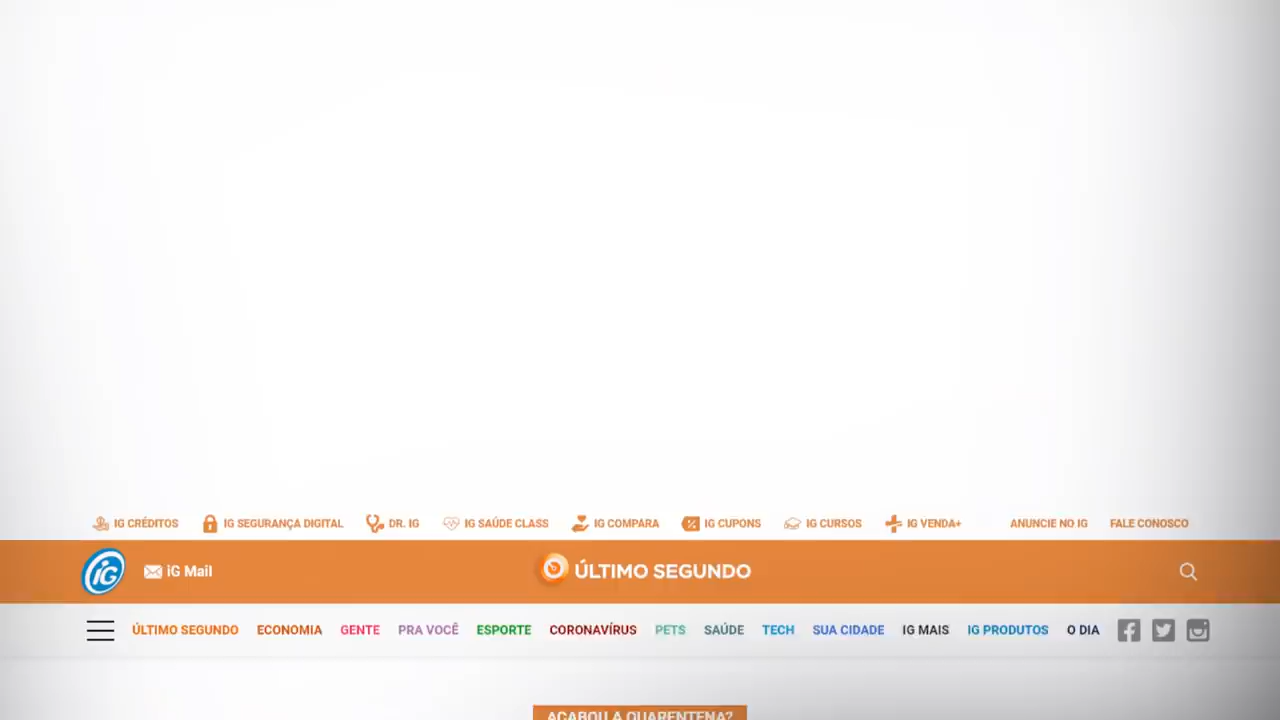 IG CRÉDITOS IG SEGURANÇA DIGITAL DR. IG IG SAÚDE CLASS IG COMPARA IG CUPONS IG CURSOS IG VENDA+ ANUNCIE NO IG FALE CONOSCO
iG iG Mail ÚLTIMO SEGUNDO
ÚLTIMO SEGUNDO ECONOMIA GENTE PRA VOCÊ ESPORTE CORONAVÍRUS PETS SAÚDE TECH SUA CIDADE IG MAIS IG PRODUTOS O DIA
ACABOU A QUARENTENA?